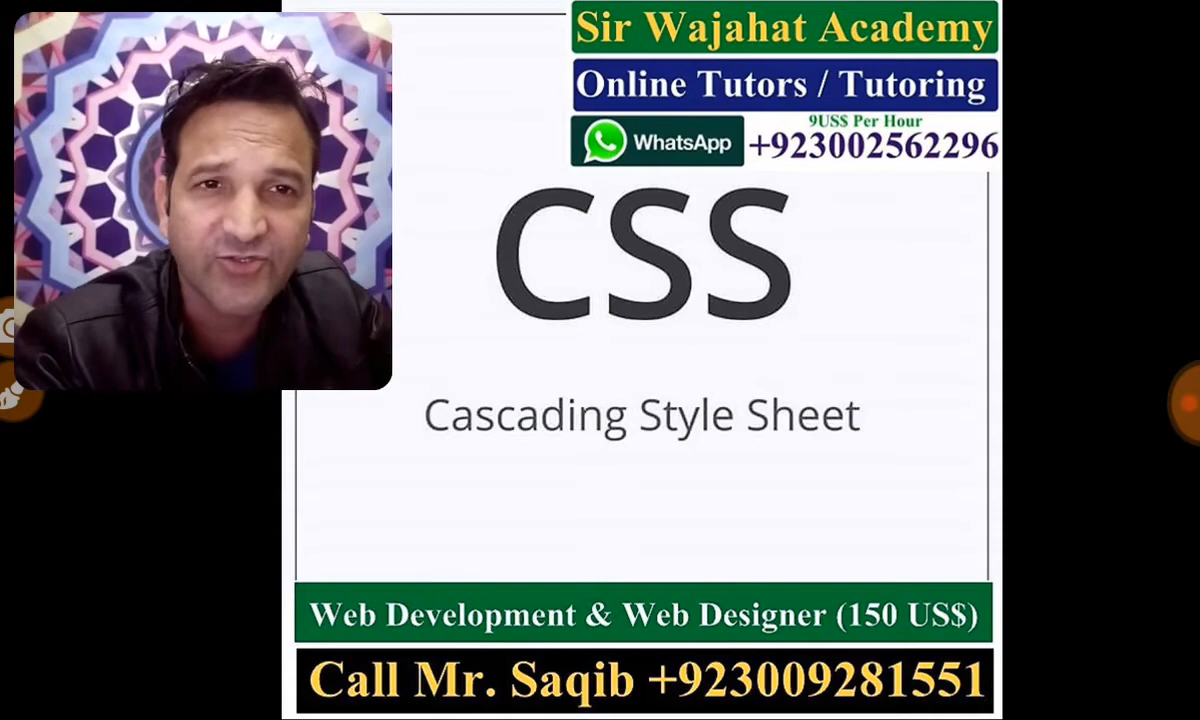 Sir Wajahat Academy
Online Tutors / Tutoring
9US$ Per Hour
WhatsApp +923002562296
CSS
Cascading Style Sheet
Web Development & Web Designer (150 US$)
Call Mr. Saqib +923009281551